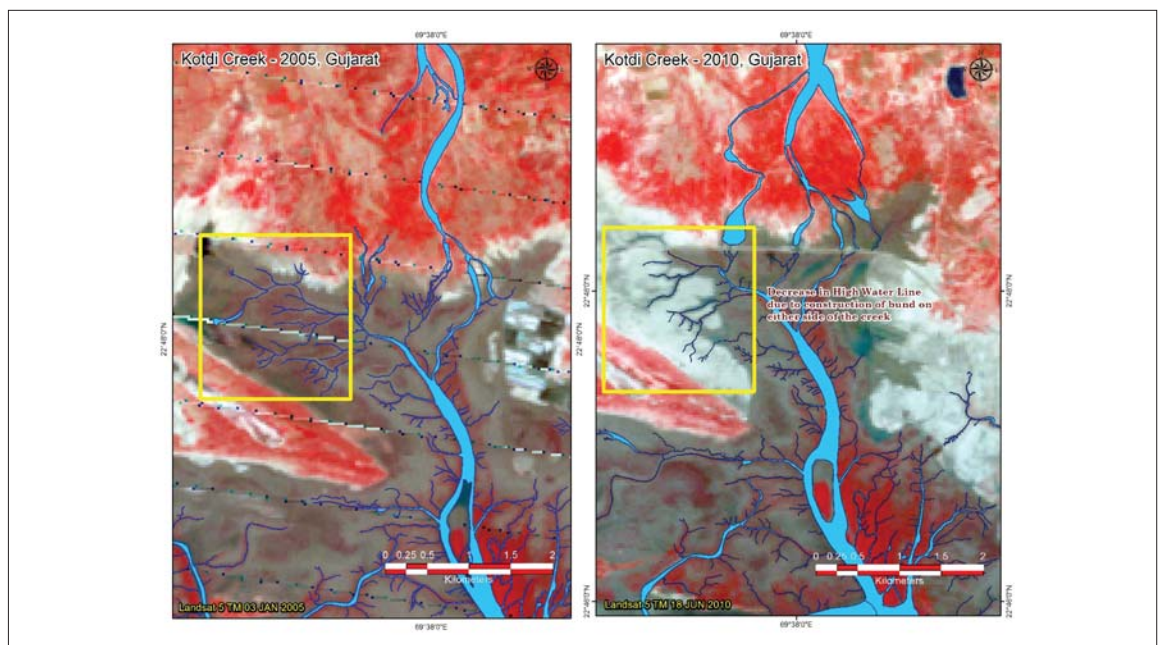 69°38'0"E
Kotdi Creek - 2005, Gujarat
22°48'0"N
0 0.25 0.5 1 1.5 2
Kilometers
Landsat 5 TM 03 JAN 2005
69°38'0"E
69°38'0"E
Kotdi Creek - 2010, Gujarat
22°48'0"N
22°48'0"N
Decrease in High Water Line
due to construction of bund on
either side of the creek
0 0.25 0.5 1 1.5 2
Kilometers
Landsat 5 TM 18 JUN 2010
22°46'0"N
22°46'0"N
69°38'0"E